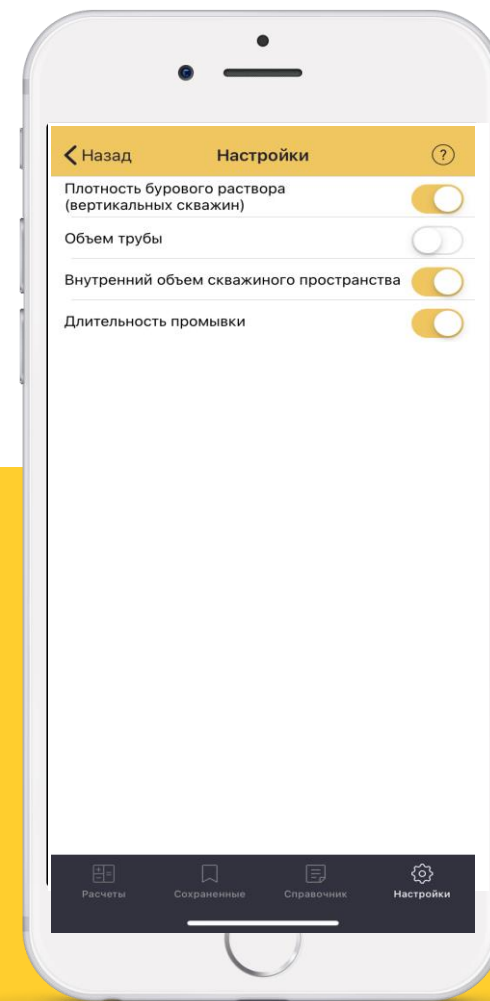 Назад Настройки ?
Плотность бурового раствора
(вертикальных скважин)
Объем трубы
Внутренний объем скважиного пространства
Длительность промывки
Расчеты Сохраненные Справочник Настройки